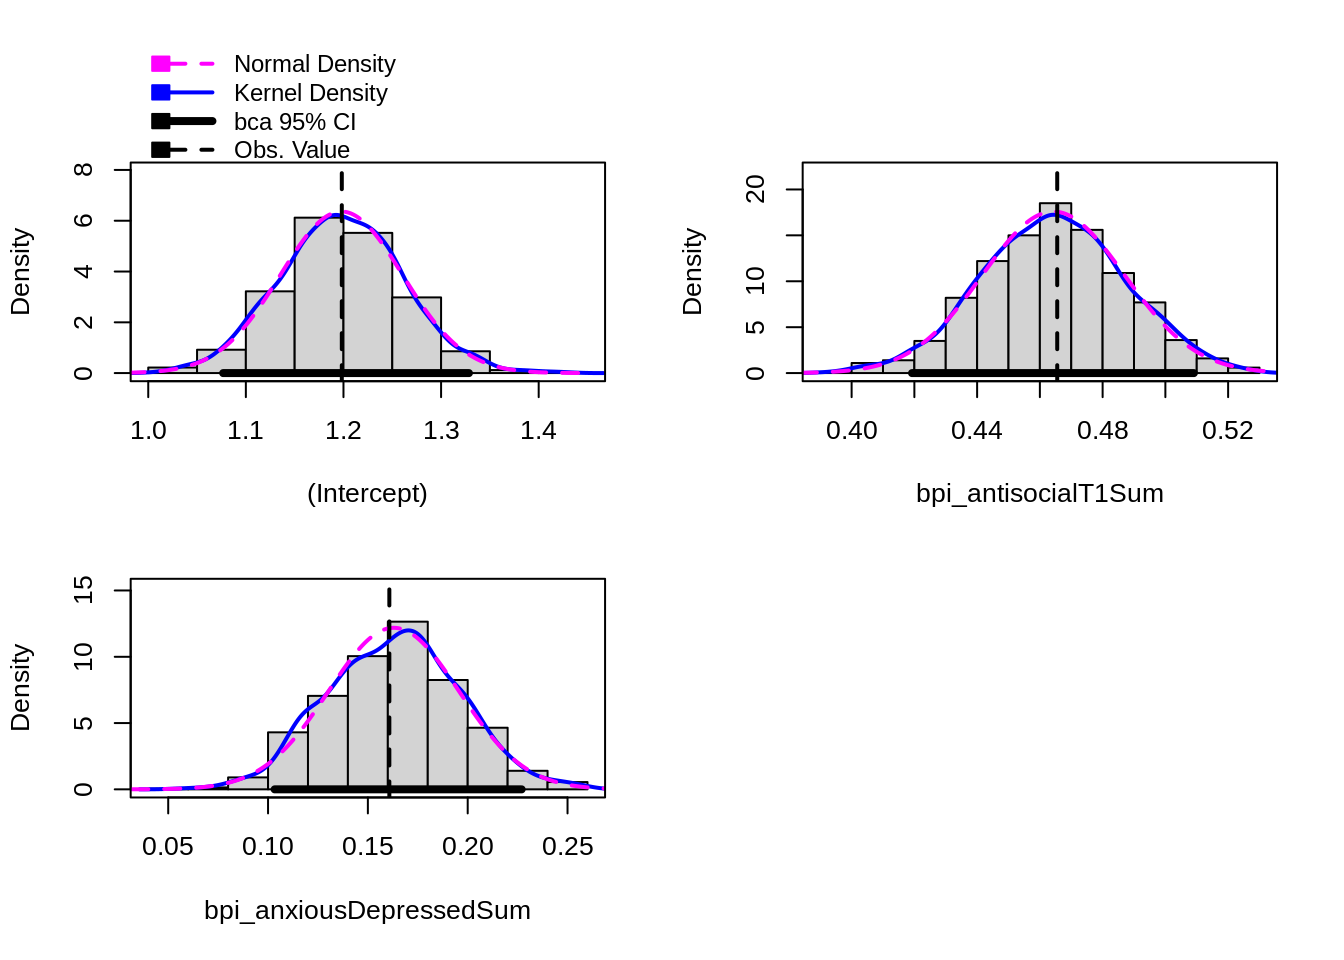 Normal Density
Kernel Density
bca 95% CI
Obs. Value
Density
0 2 4 6 8
1.0 1.1 1.2 1.3 1.4
(Intercept)
Density
0 5 10 20
0.40 0.44 0.48 0.52
bpi_antisocialT1Sum
Density
0 5 10 15
0.05 0.10 0.15 0.20 0.25
bpi_anxiousDepressedSum